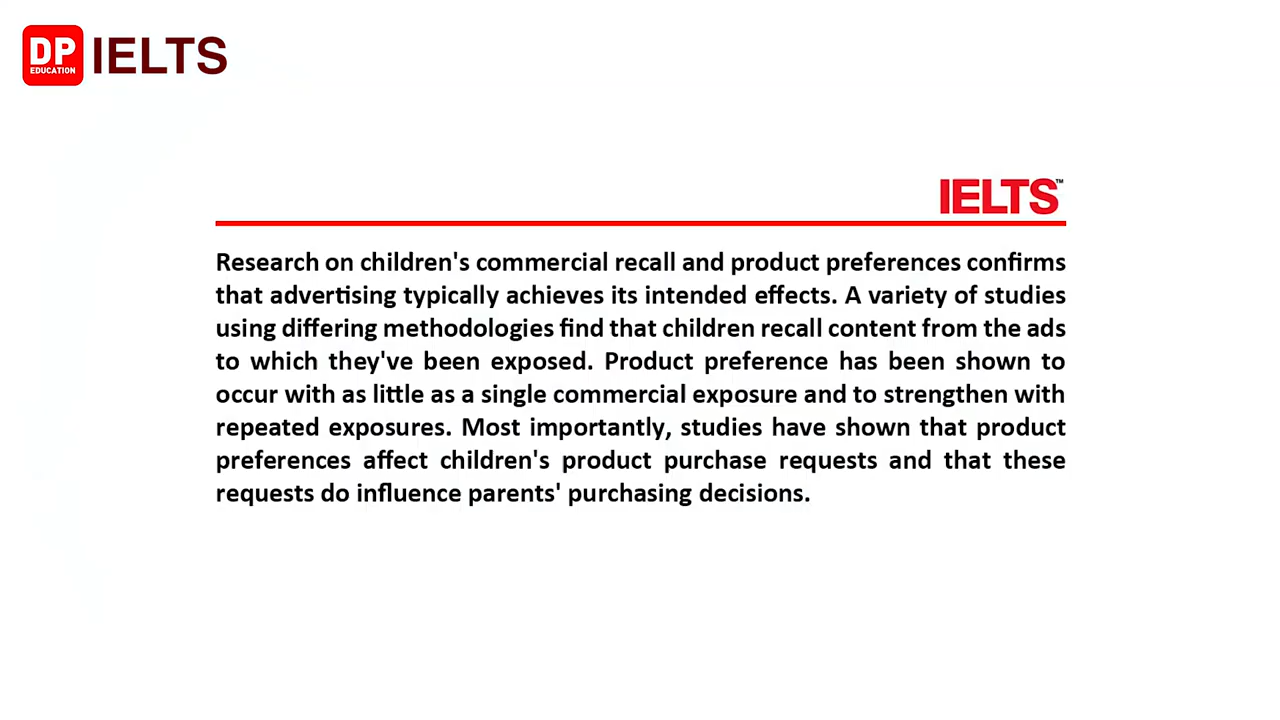 DP
EDUCATION
IELTS
IELTS™
Research on children's commercial recall and product preferences confirms
that advertising typically achieves its intended effects. A variety of studies
using differing methodologies find that children recall content from the ads
to which they've been exposed. Product preference has been shown to
occur with as little as a single commercial exposure and to strengthen with
repeated exposures. Most importantly, studies have shown that product
preferences affect children's product purchase requests and that these
requests do influence parents' purchasing decisions.